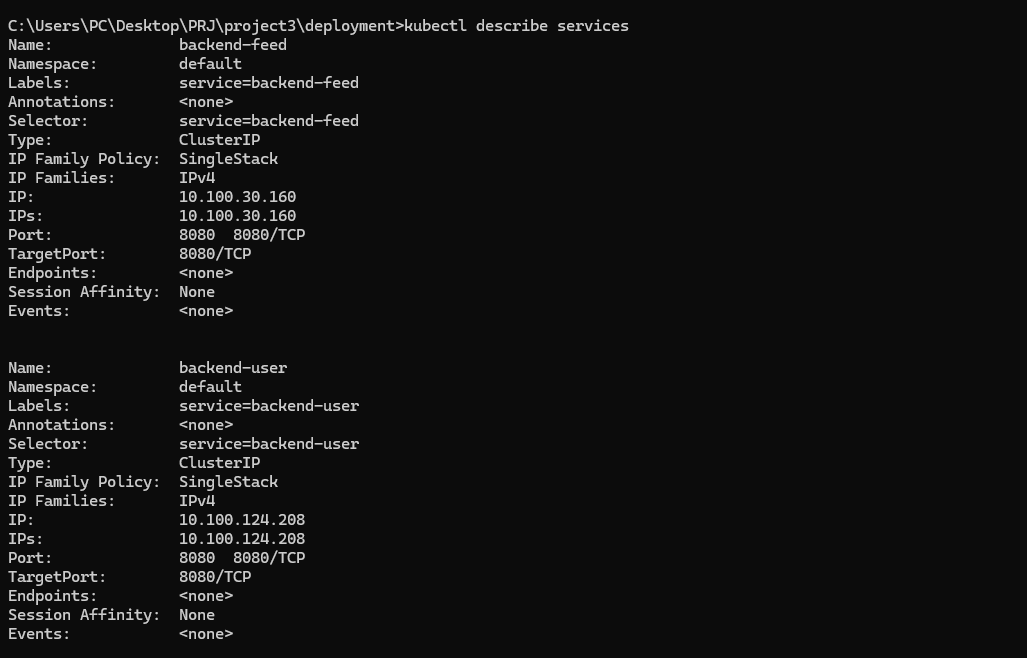 C:\Users\PC\Desktop\PRJ\project3\deployment>kubectl describe services
Name:              backend-feed
Namespace:         default
Labels:            service=backend-feed
Annotations:       <none>
Selector:          service=backend-feed
Type:              ClusterIP
IP Family Policy:  SingleStack
IP Families:       IPv4
IP:                10.100.30.160
IPs:               10.100.30.160
Port:              8080  8080/TCP
TargetPort:        8080/TCP
Endpoints:         <none>
Session Affinity:  None
Events:            <none>
Name:              backend-user
Namespace:         default
Labels:            service=backend-user
Annotations:       <none>
Selector:          service=backend-user
Type:              ClusterIP
IP Family Policy:  SingleStack
IP Families:       IPv4
IP:                10.100.124.208
IPs:               10.100.124.208
Port:              8080  8080/TCP
TargetPort:        8080/TCP
Endpoints:         <none>
Session Affinity:  None
Events:            <none>